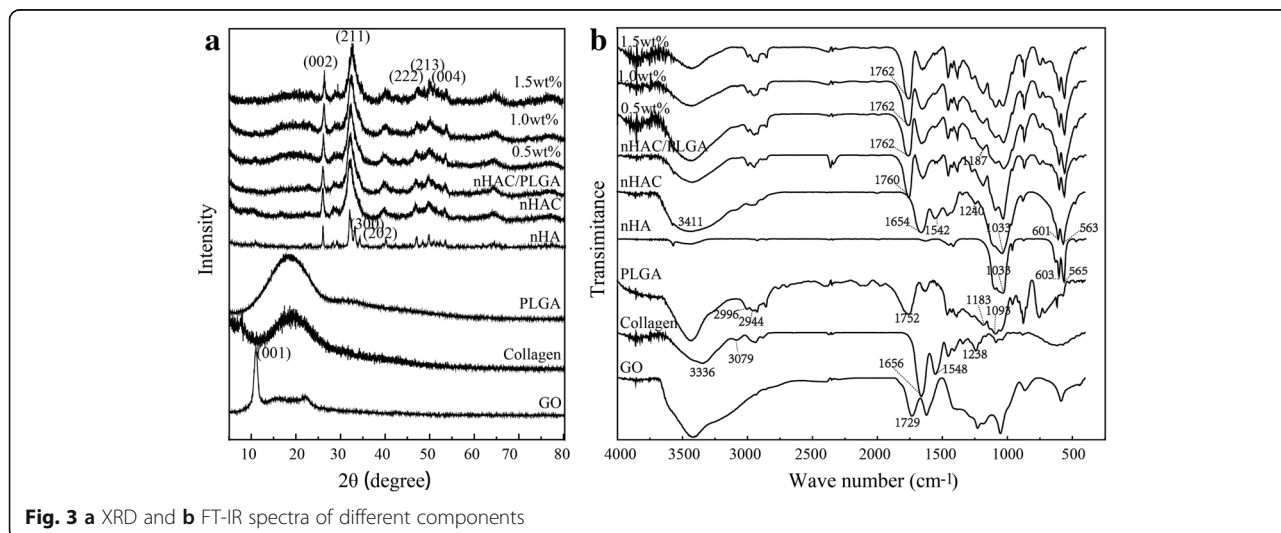 a
(211)
(002)
(213)
(222)
(004)
1.5wt%
1.0wt%
0.5wt%
nHAC/PLGA
nHAC
(300)
(202)
nHA
PLGA
Collagen
(001)
GO
Intensity
10 20 30 40 50 60 70 80
2θ (degree)
b
1.5wt%
1.0wt%
1762
0.5wt%
1762
nHAC/PLGA
1762
1187
nHAC
1760
3411
1654
1542
1240
1033
601
563
nHA
1033
603
565
PLGA
2996
2944
1752
1183
1093
Collagen
3336
3079
1656
1548
1238
GO
1729
Transimitance
4000 3500 3000 2500 2000 1500 1000 500
Wave number (cm-1)
Fig. 3 a XRD and b FT-IR spectra of different components